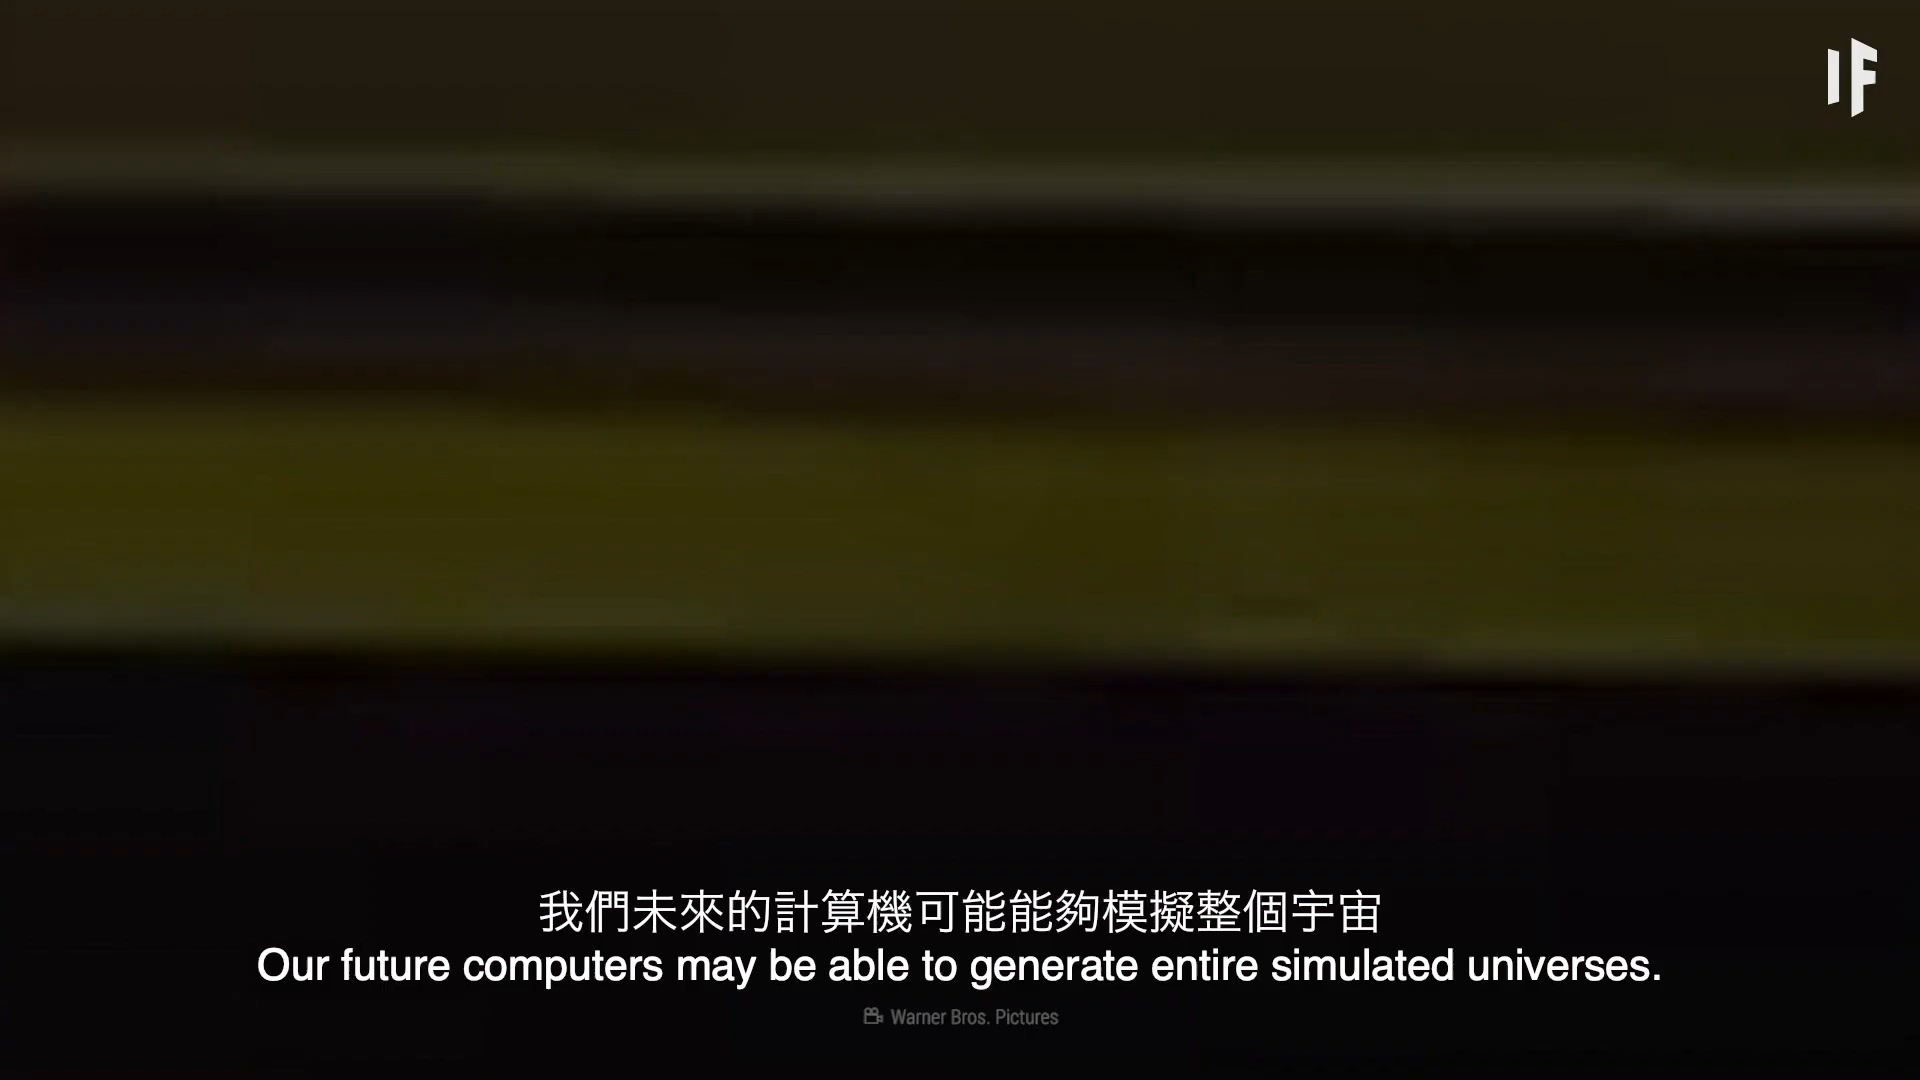 IF
我們未來的計算機可能能夠模擬整個宇宙
Our future computers may be able to generate entire simulated universes.
Warner Bros. Pictures